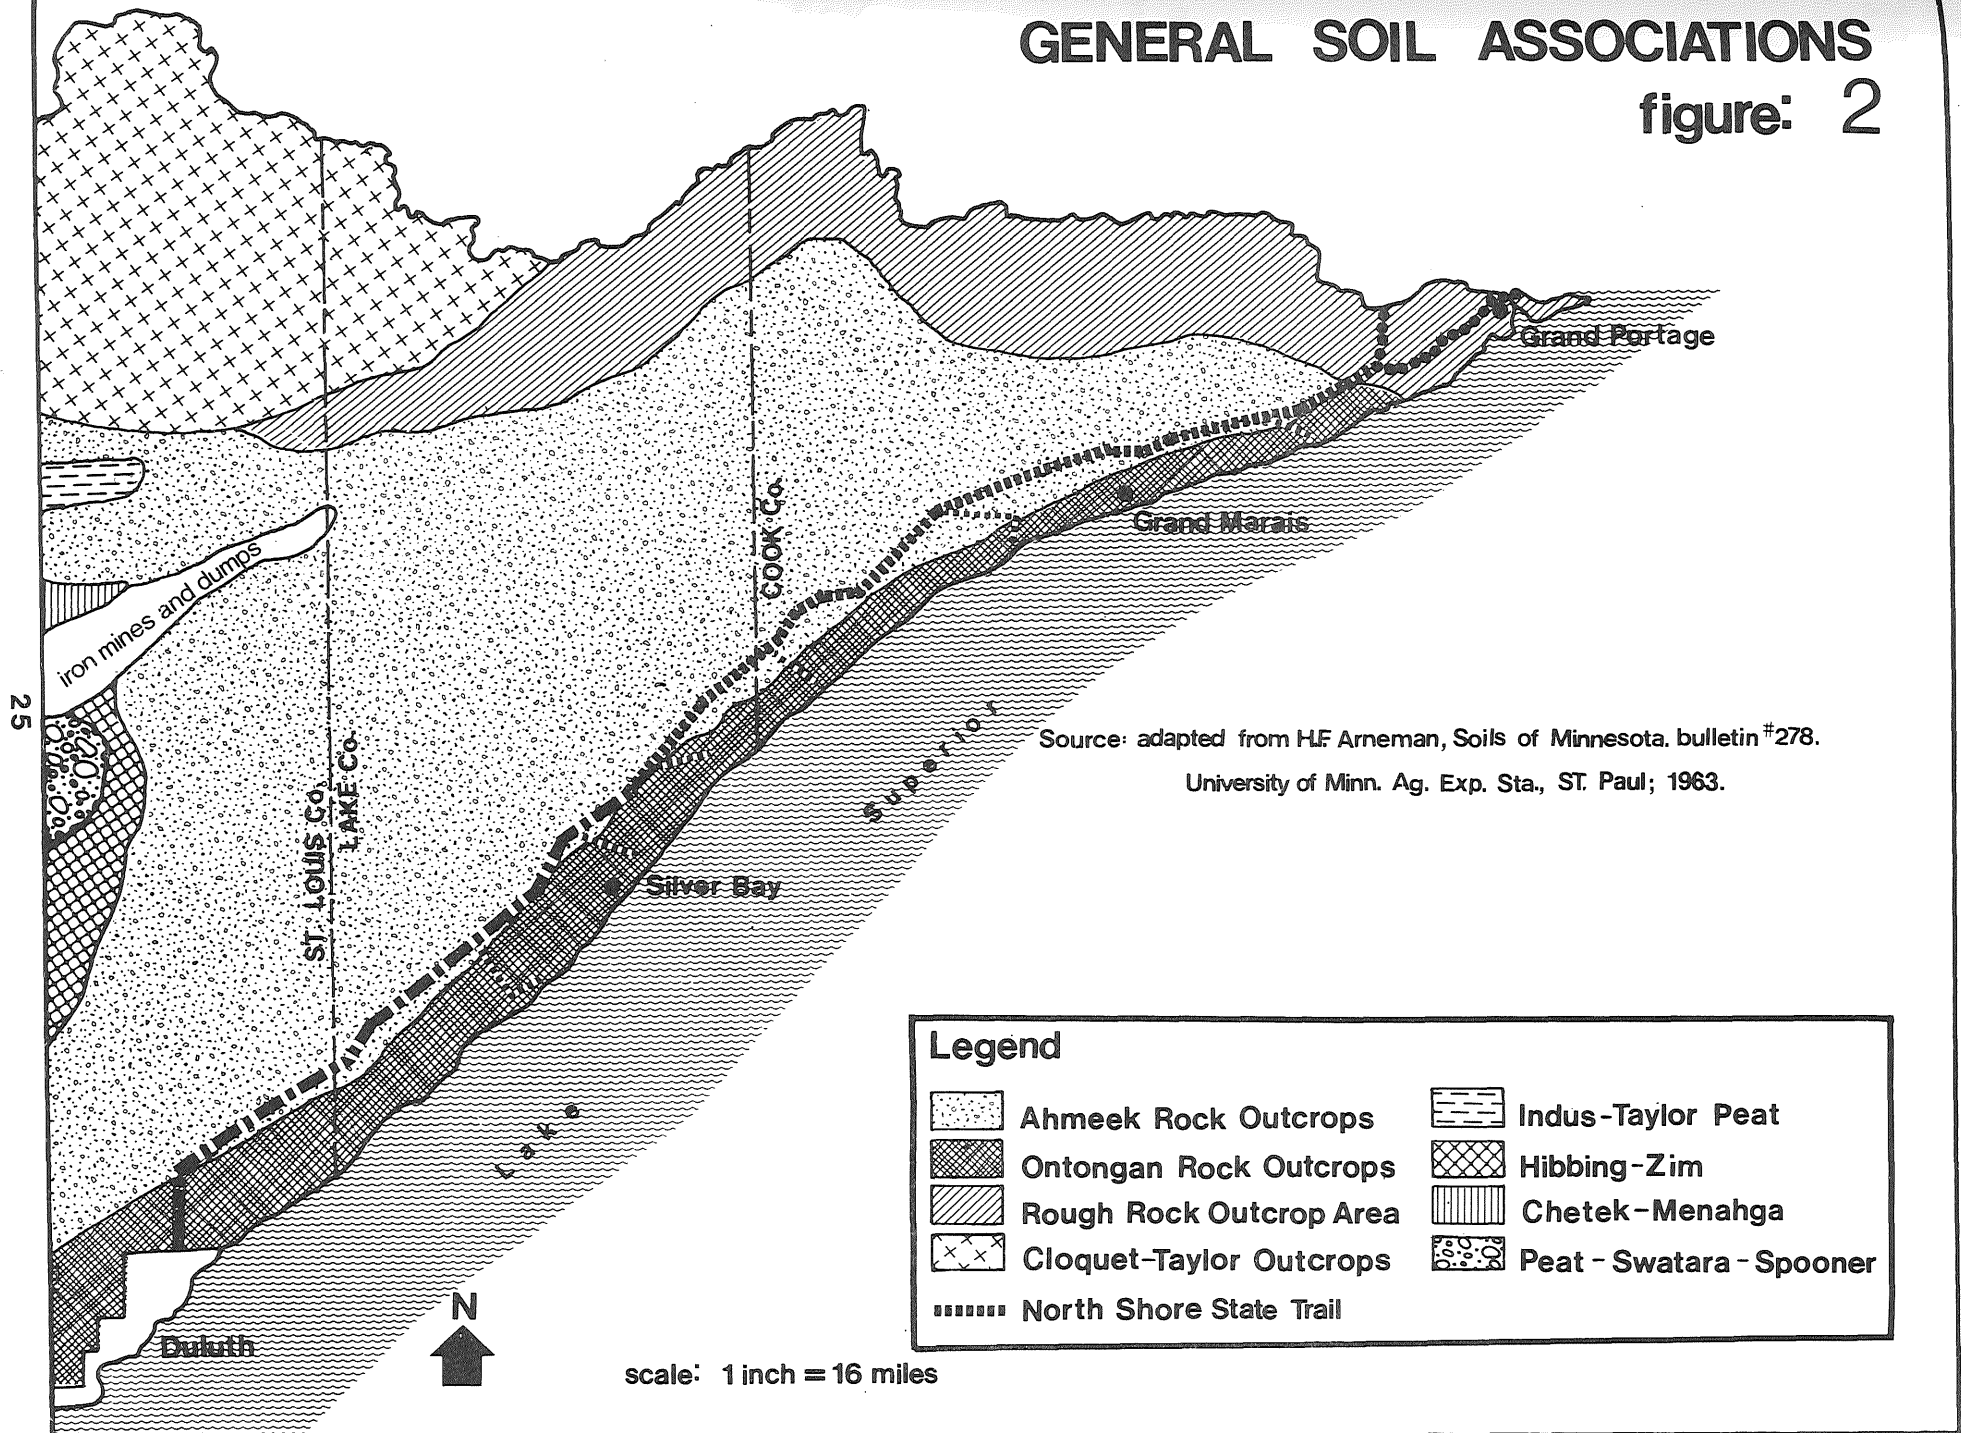 GENERAL SOIL ASSOCIATIONS
figure: 2
Grand Portage
Grand Marais
COOK Co.
iron mines and dumps
25
Superior
Source: adapted from H.F. Arneman, Soils of Minnesota. bulletin #278.
University of Minn. Ag. Exp. Sta., ST. Paul; 1963.
ST. LOUIS Co.
LAKE Co.
Silver Bay
Lake
Legend
Ahmeek Rock Outcrops
Ontongan Rock Outcrops
Rough Rock Outcrop Area
Cloquet-Taylor Outcrops
North Shore State Trail
Indus-Taylor Peat
Hibbing-Zim
Chetek-Menahga
Peat-Swatara-Spooner
N
Duluth
scale: 1 inch = 16 miles